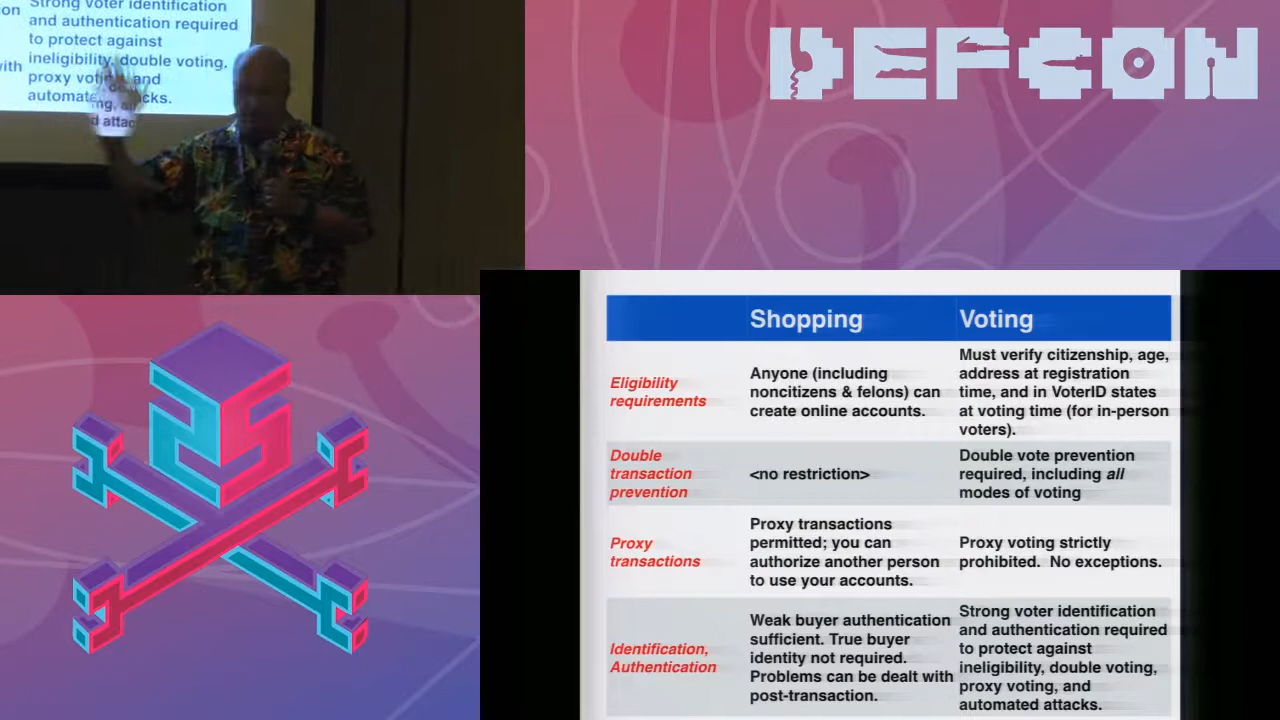 on Strong voter identification
and authentication required
to protect against
ineligibility, double voting,
with proxy voting, and
automated attacks.
ng, a
d attac
DEFCON
Shopping Voting
Eligibility
requirements
Anyone (including
noncitizens & felons) can
create online accounts.
Must verify citizenship, age,
address at registration
time, and in VoterID states
at voting time (for in-person
voters).
Double
transaction
prevention
<no restriction>
Double vote prevention
required, including all
modes of voting
Proxy
transactions
Proxy transactions
permitted; you can
authorize another person
to use your accounts.
Proxy voting strictly
prohibited. No exceptions.
Identification,
Authentication
Weak buyer authentication
sufficient. True buyer
identity not required.
Problems can be dealt with
post-transaction.
Strong voter identification
and authentication required
to protect against
ineligibility, double voting,
proxy voting, and
automated attacks.